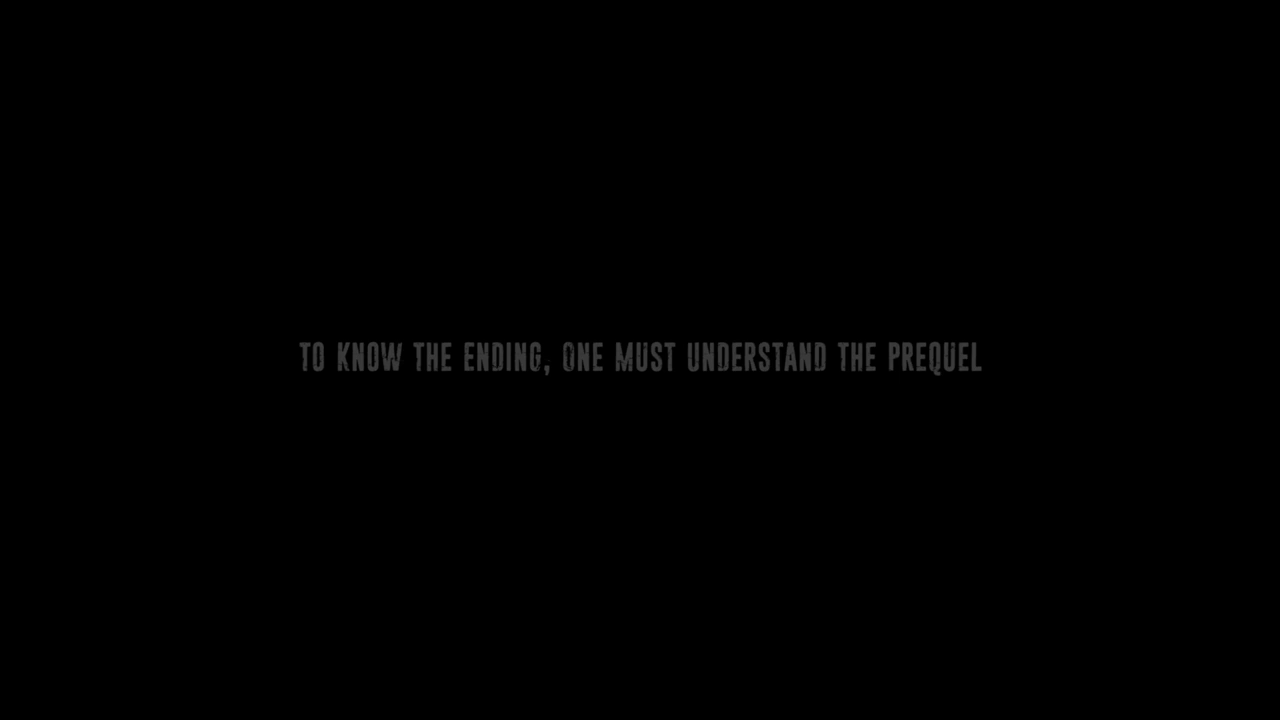 TO KNOW THE ENDING, ONE MUST UNDERSTAND THE PREQUEL